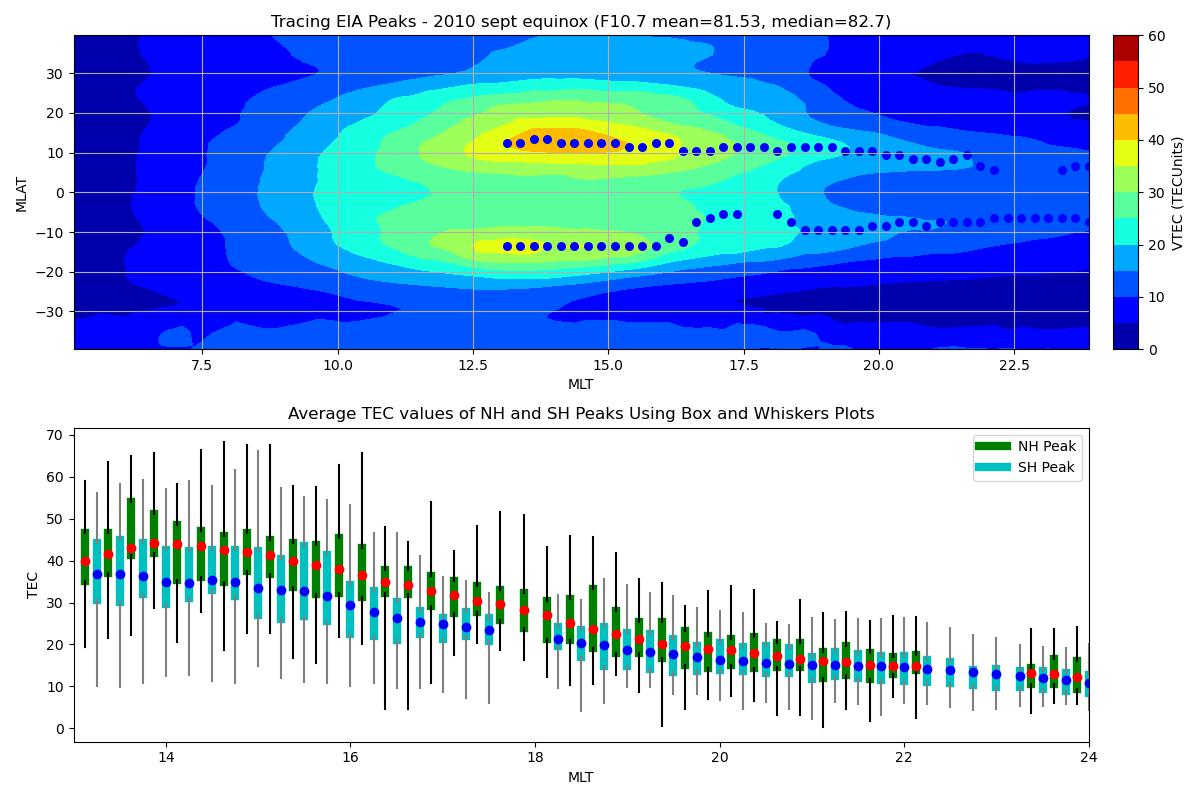 Tracing EIA Peaks - 2010 sept equinox (F10.7 mean=81.53, median=82.7)
MLAT
30
20
10
0
−10
−20
−30
7.5 10.0 12.5 15.0 17.5 20.0 22.5
MLT
60
50
40
30
20
10
0
VTEC (TECUnits)
Average TEC values of NH and SH Peaks Using Box and Whiskers Plots
TEC
70
60
50
40
30
20
10
0
NH Peak
SH Peak
14 16 18 20 22 24
MLT